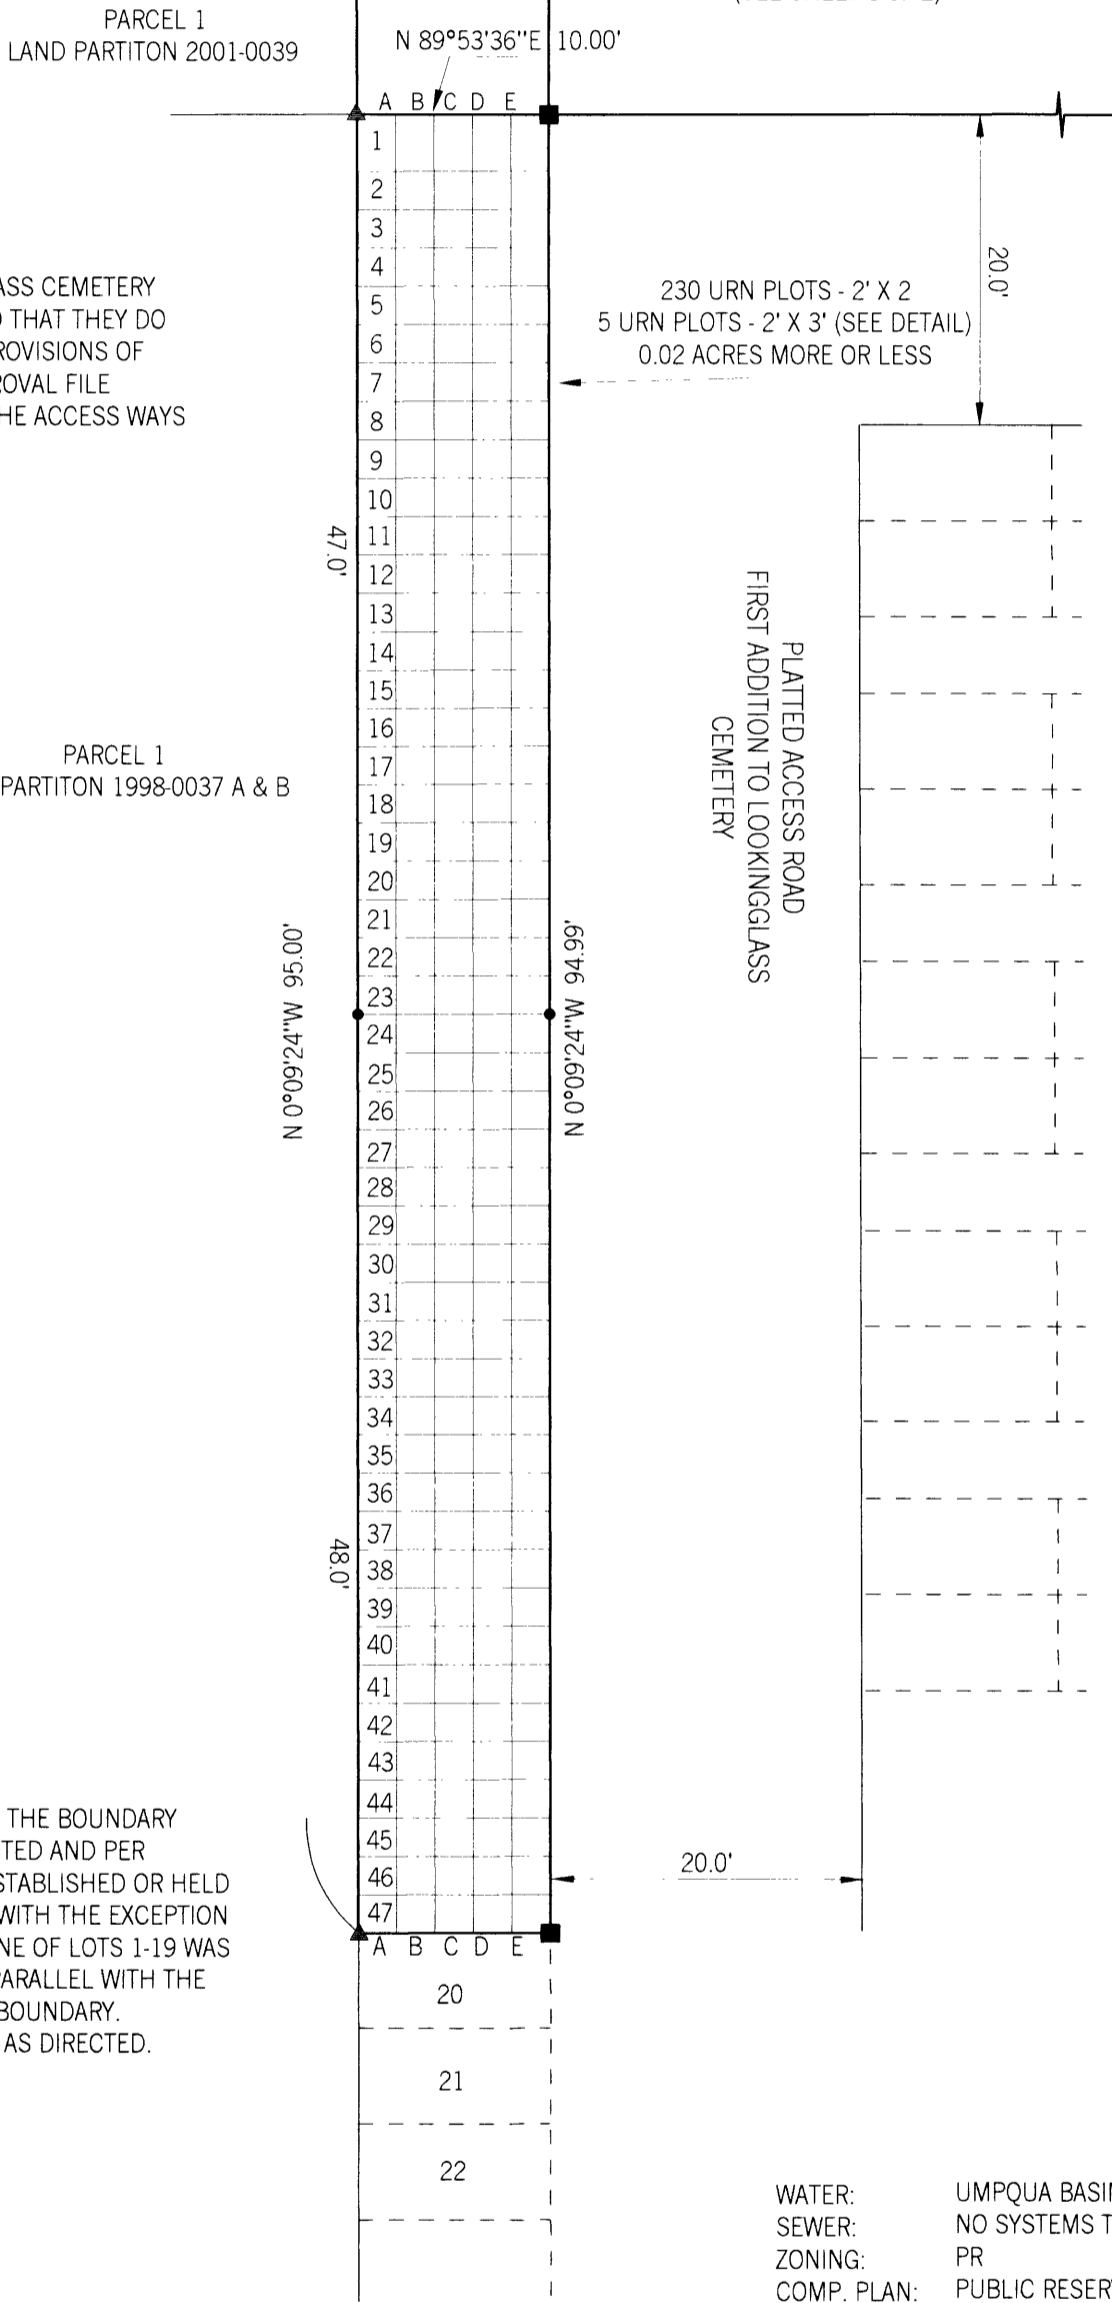 PARCEL 1
LAND PARTITON 2001-0039
N 89°53'36"E 10.00'
A B C D E
1
2
3
4
5
6
7
8
9
10
11
12
13
14
15
16
17
18
19
20
21
22
23
24
25
26
27
28
29
30
31
32
33
34
35
36
37
38
39
40
41
42
43
44
45
46
47
A B C D E
20
21
22
20.0'
230 URN PLOTS - 2' X 2
5 URN PLOTS - 2' X 3' (SEE DETAIL)
0.02 ACRES MORE OR LESS
ASS CEMETERY
THAT THEY DO
ROVISIONS OF
ROVAL FILE
HE ACCESS WAYS
47.0'
PLATTED ACCESS ROAD
FIRST ADDITION TO LOOKINGGLASS
CEMETERY
PARCEL 1
PARTITON 1998-0037 A & B
N 0°09'24"W 95.00'
N 0°09'24"W 94.99'
48.0'
20.0'
THE BOUNDARY
TED AND PER
STABLISHED OR HELD
WITH THE EXCEPTION
NE OF LOTS 1-19 WAS
PARALLEL WITH THE
BOUNDARY.
AS DIRECTED.
WATER: UMPQUA BASIN
SEWER: NO SYSTEMS T
ZONING: PR
COMP. PLAN: PUBLIC RESER